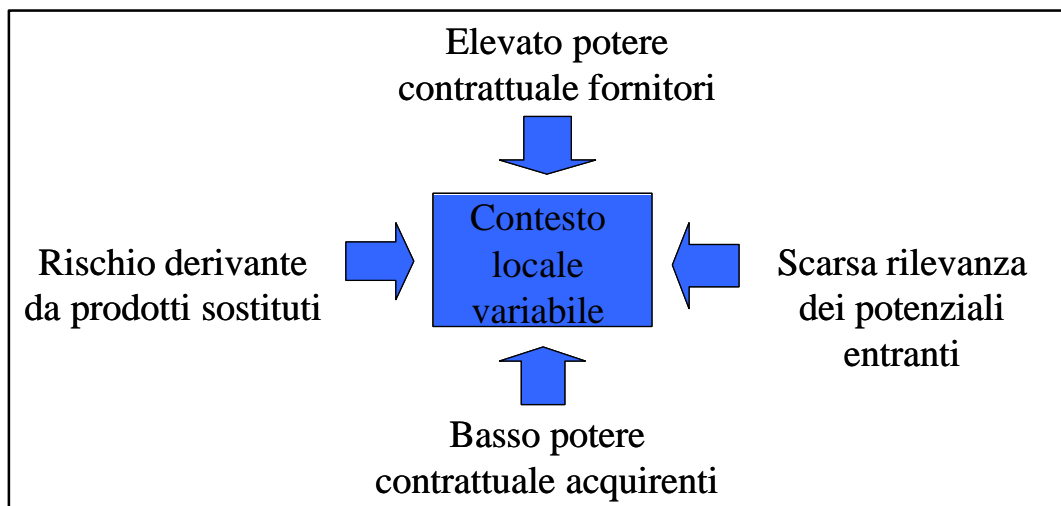 Elevato potere
contrattuale fornitori
Contesto
locale
variabile
Rischio derivante
da prodotti sostituti
Scarsa rilevanza
dei potenziali
entranti
Basso potere
contrattuale acquirenti